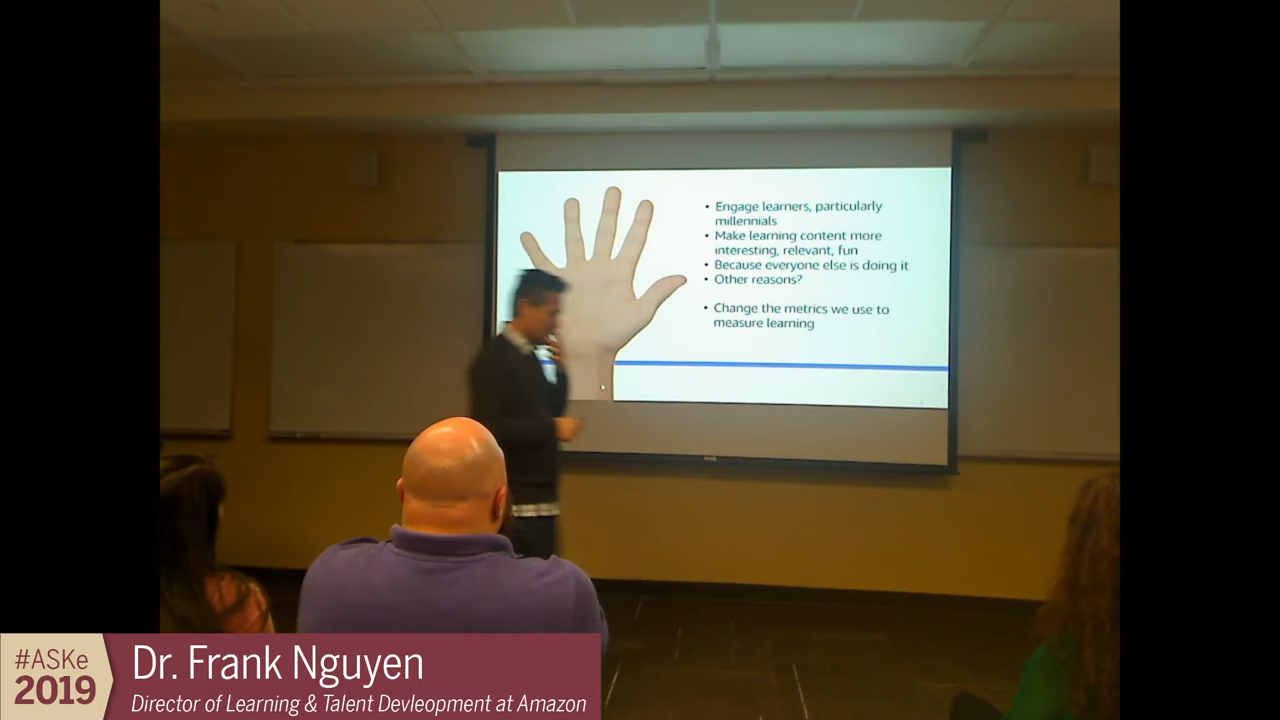 • Engage learners, particularly
millennials
• Make learning content more
interesting, relevant, fun
• Because everyone else is doing it
• Other reasons?
• Change the metrics we use to
measure learning
#ASKe
2019
Dr. Frank Nguyen
Director of Learning & Talent Devleopment at Amazon